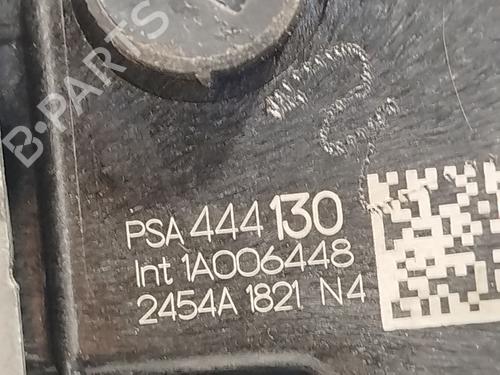 B-PARTS
PSA 444 130
Int 1A006448
2454A 1821 N4